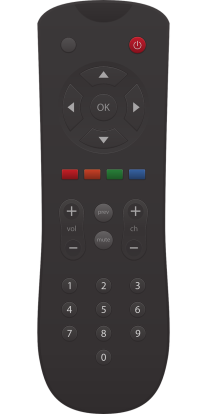 OK
+ prev +
vol ch
− mute −
1 2 3
4 5 6
7 8 9
0